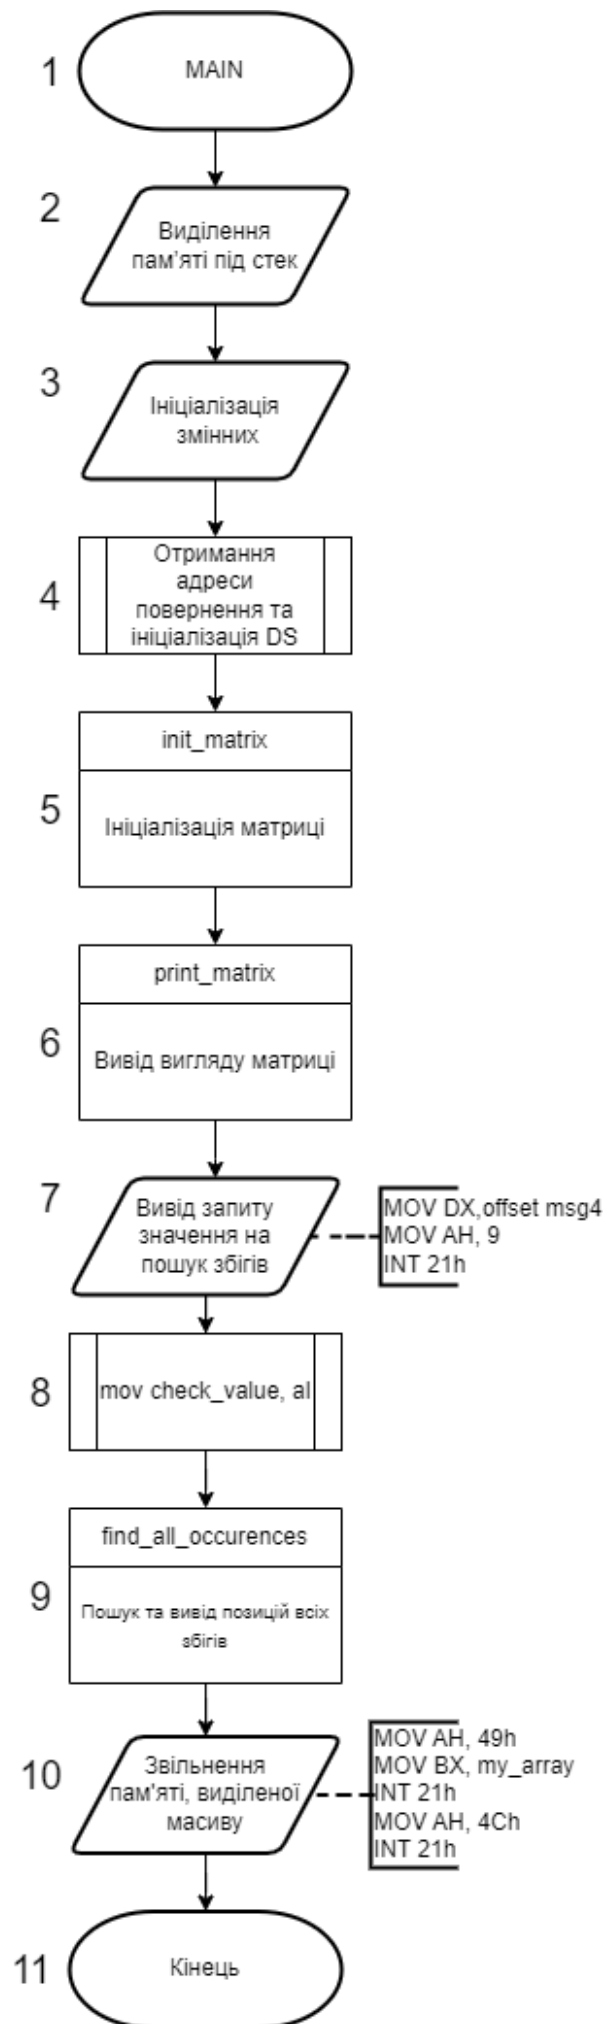 1
MAIN
2
Виділення
пам'яті під стек
3
Ініціалізація
змінних
4
Отримання
адреси
повернення та
ініціалізація DS
init_matrix
5
Ініціалізація матриці
print_matrix
6
Вивід вигляду матриці
7
Вивід запиту
значення на
пошук збігів
MOV DX,offset msg4
MOV AH, 9
INT 21h
8
mov check_value, al
find_all_occurences
9
Пошук та вивід позицій всіх
збігів
10
Звільнення
пам'яті, виділеної
масиву
MOV AH, 49h
MOV BX, my_array
INT 21h
MOV AH, 4Ch
INT 21h
11
Кінець